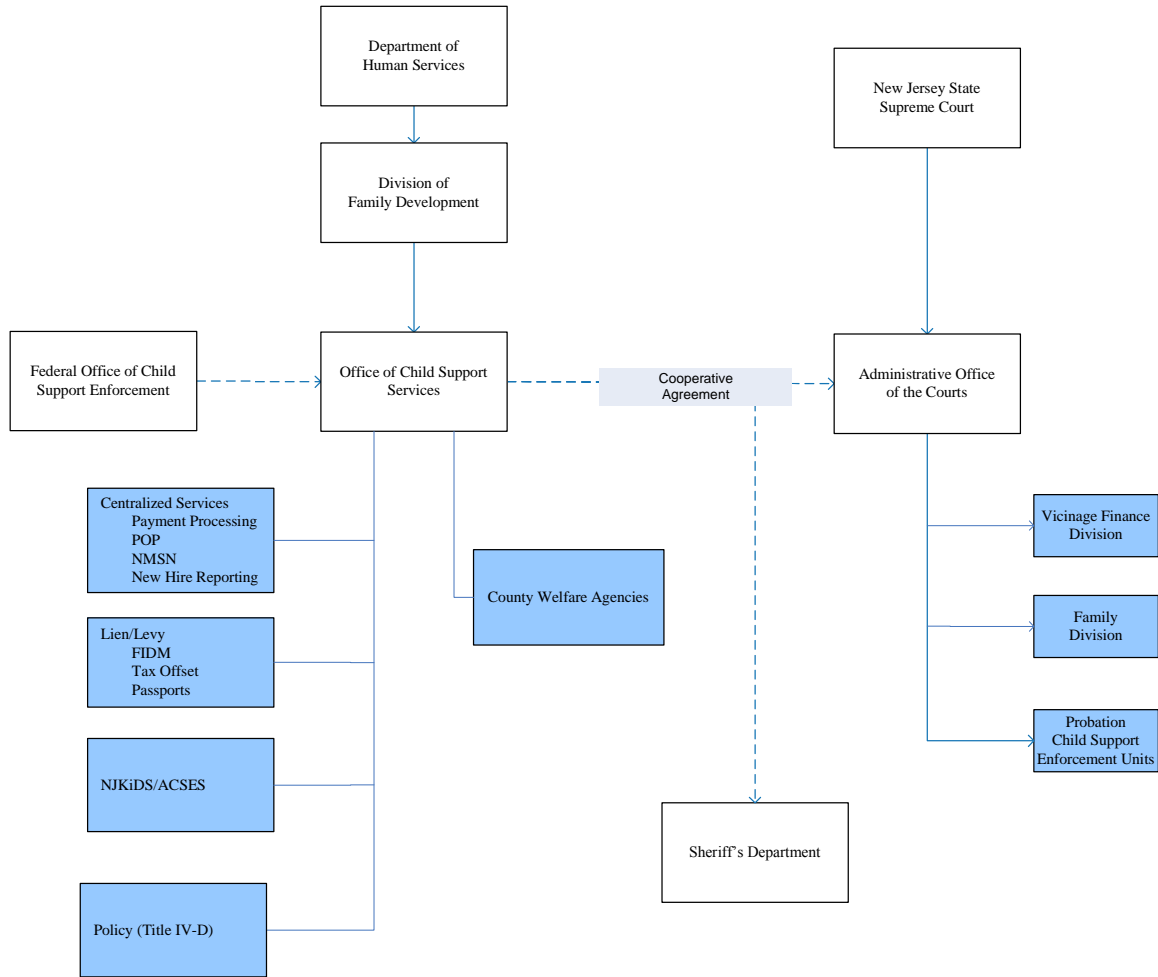 Department of
Human Services
New Jersey State
Supreme Court
Division of
Family Development
Federal Office of Child
Support Enforcement
Office of Child Support
Services
Cooperative
Agreement
Administrative Office
of the Courts
Centralized Services
Payment Processing
POP
NMSN
New Hire Reporting
County Welfare Agencies
Vicinage Finance
Division
Lien/Levy
FIDM
Tax Offset
Passports
Family
Division
NJKiDS/ACSES
Probation
Child Support
Enforcement Units
Sheriff’s Department
Policy (Title IV-D)